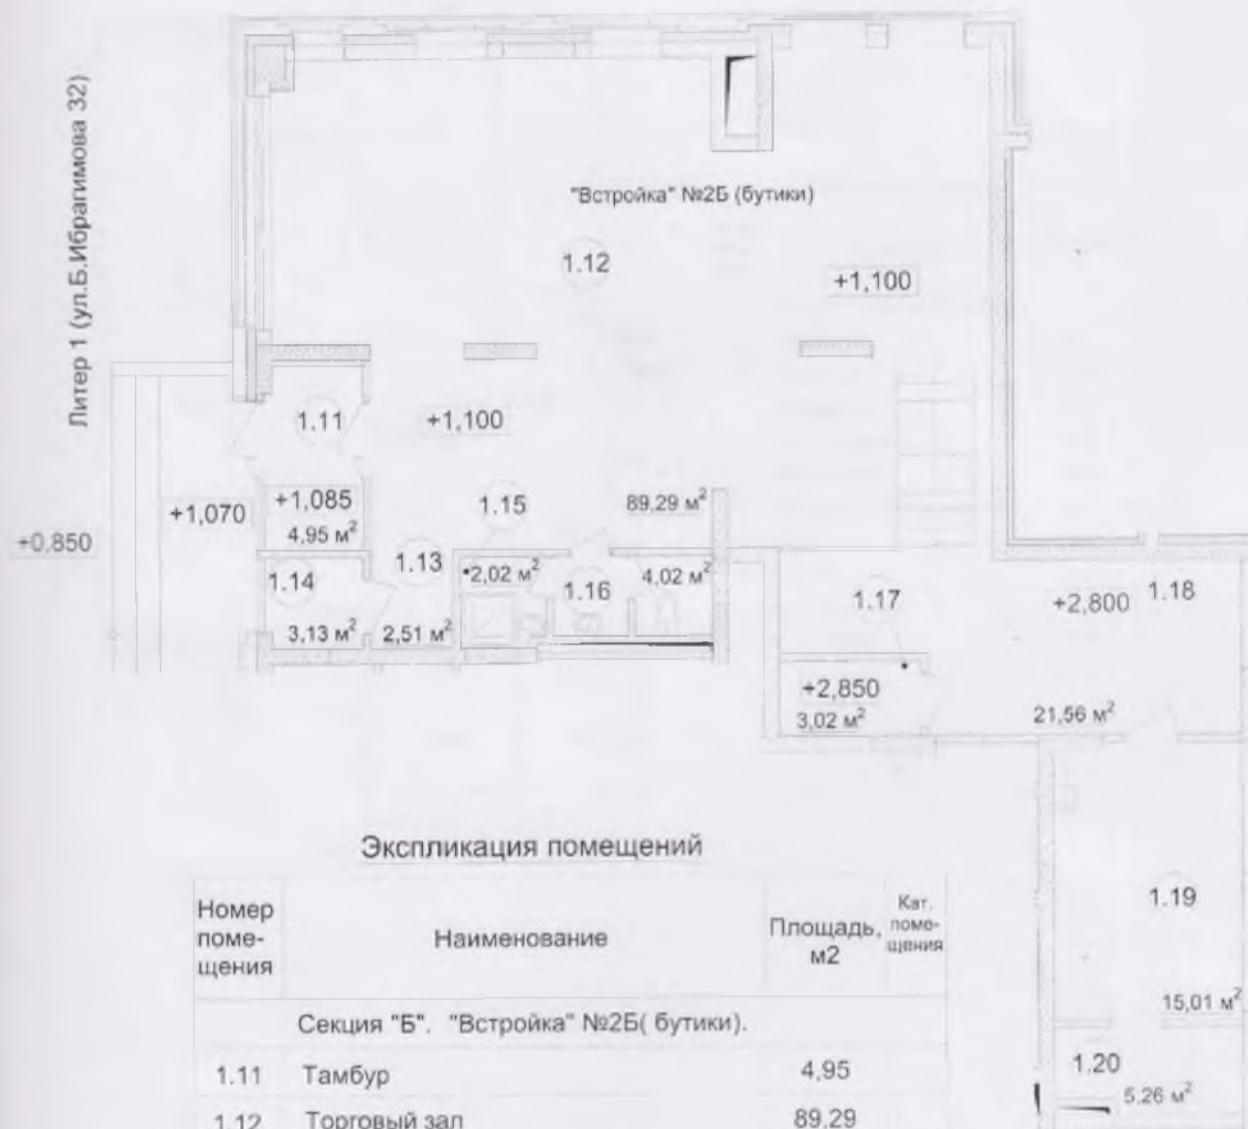 Литер 1 (ул.Б.Ибрагимова 32)
"Встройка" №2Б (бутики)
1.12
+1,100
1.11
+1,100
+1,085
4,95 м²
+1,070
+0.850
1.15
89,29 м²
1.13
1.14
3,13 м²
2,51 м²
2,02 м²
1.16
4,02 м²
1.17
+2,800
1.18
+2,850
3,02 м²
21,56 м²
1.19
15,01 м²
1.20
5,26 м²
Экспликация помещений
Номер
поме-
щения
Наименование
Площадь,
м2
Кат.
поме-
щения
Секция "Б". "Встройка" №2Б( бутики).
1.11 Тамбур 4,95
1.12 Торговый зал 89,29